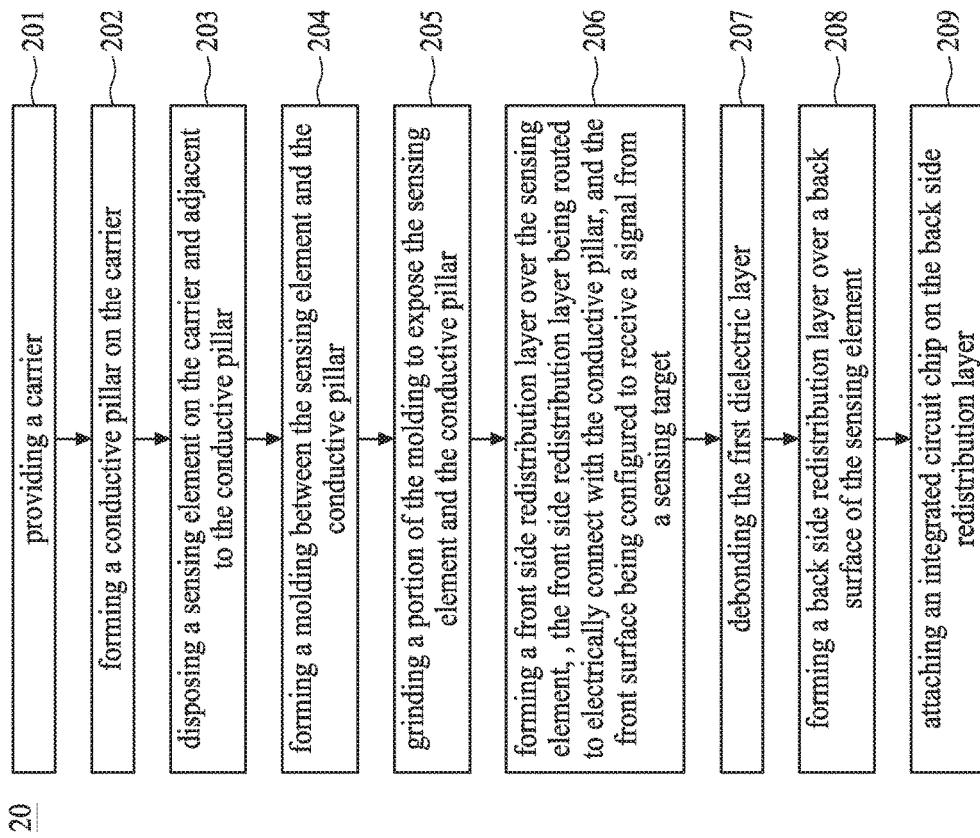 20
providing a carrier
201
forming a conductive pillar on the carrier
202
disposing a sensing element on the carrier and adjacent
to the conductive pillar
203
forming a molding between the sensing element and the
conductive pillar
204
grinding a portion of the molding to expose the sensing
element and the conductive pillar
205
forming a front side redistribution layer over the sensing
element, , the front side redistribution layer being routed
to electrically connect with the conductive pillar, and the
front surface being configured to receive a signal from
a sensing target
206
debonding the first dielectric layer
207
forming a back side redistribution layer over a back
surface of the sensing element
208
attaching an integrated circuit chip on the back side
redistribution layer
209